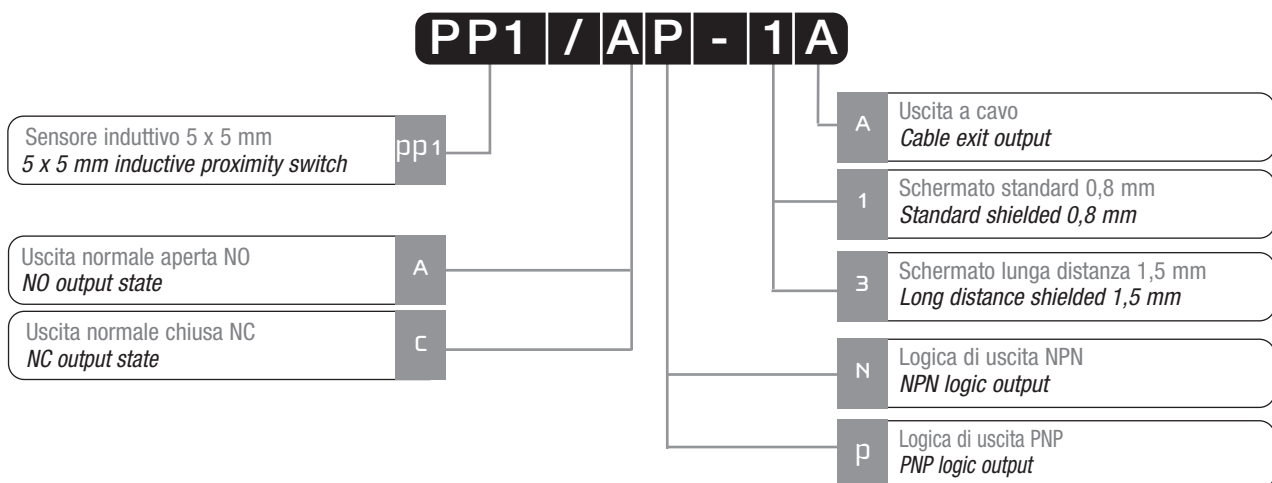 PP1/AP-1A
Sensore induttivo 5 x 5 mm
5 x 5 mm inductive proximity switch
pp1
Uscita normale aperta NO
NO output state
A
Uscita normale chiusa NC
NC output state
C
A
Uscita a cavo
Cable exit output
1
Schermato standard 0,8 mm
Standard shielded 0,8 mm
3
Schermato lunga distanza 1,5 mm
Long distance shielded 1,5 mm
N
Logica di uscita NPN
NPN logic output
p
Logica di uscita PNP
PNP logic output